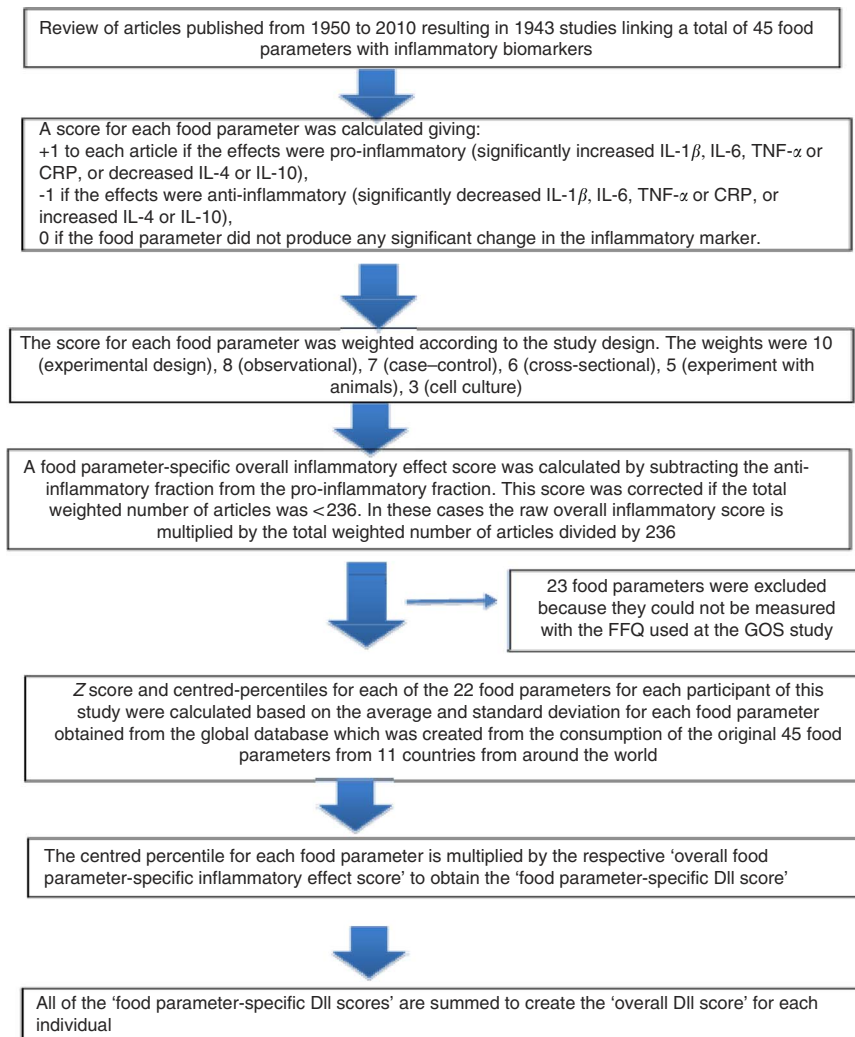 Review of articles published from 1950 to 2010 resulting in 1943 studies linking a total of 45 food
parameters with inflammatory biomarkers
A score for each food parameter was calculated giving:
+1 to each article if the effects were pro-inflammatory (significantly increased IL-1β, IL-6, TNF-α or
CRP, or decreased IL-4 or IL-10),
-1 if the effects were anti-inflammatory (significantly decreased IL-1β, IL-6, TNF-α or CRP, or
increased IL-4 or IL-10),
0 if the food parameter did not produce any significant change in the inflammatory marker.
The score for each food parameter was weighted according to the study design. The weights were 10
(experimental design), 8 (observational), 7 (case–control), 6 (cross-sectional), 5 (experiment with
animals), 3 (cell culture)
A food parameter-specific overall inflammatory effect score was calculated by subtracting the anti-
inflammatory fraction from the pro-inflammatory fraction. This score was corrected if the total
weighted number of articles was <236. In these cases the raw overall inflammatory score is
multiplied by the total weighted number of articles divided by 236
23 food parameters were excluded
because they could not be measured
with the FFQ used at the GOS study
Z score and centred-percentiles for each of the 22 food parameters for each participant of this
study were calculated based on the average and standard deviation for each food parameter
obtained from the global database which was created from the consumption of the original 45 food
parameters from 11 countries from around the world
The centred percentile for each food parameter is multiplied by the respective ‘overall food
parameter-specific inflammatory effect score’ to obtain the ‘food parameter-specific DII score’
All of the ‘food parameter-specific DII scores’ are summed to create the ‘overall DII score’ for each
individual